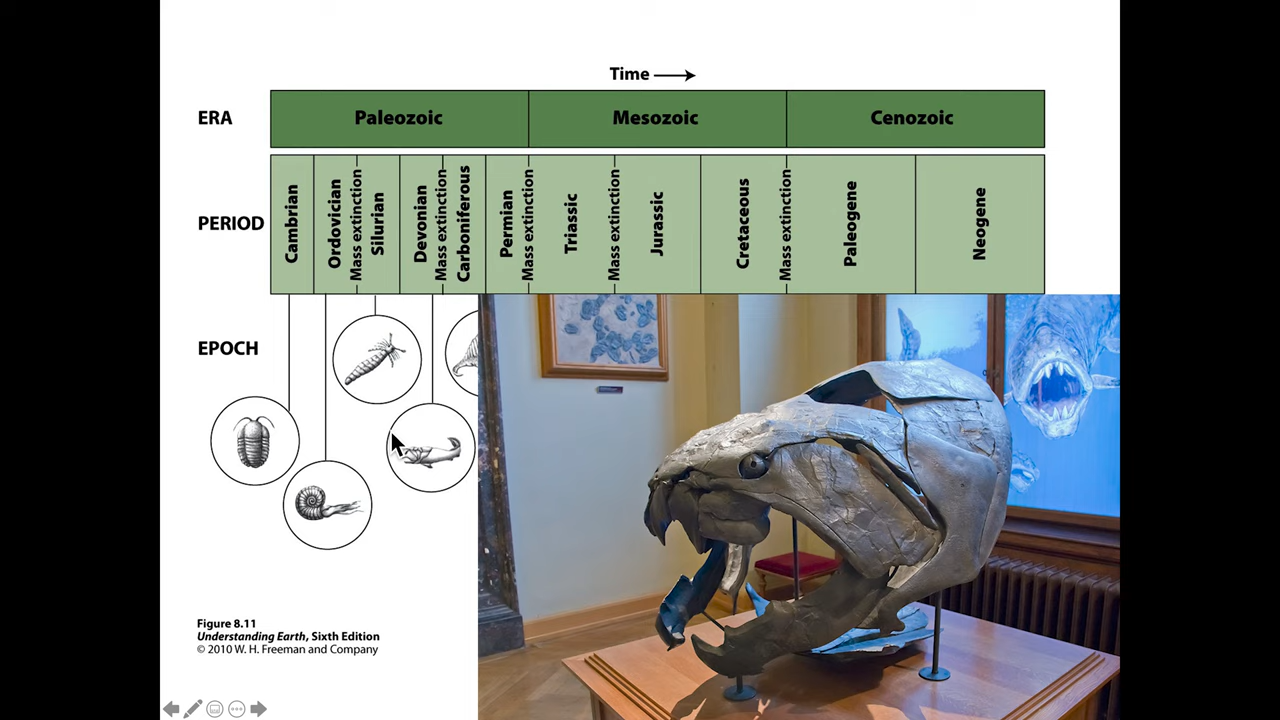 Time
ERA
Paleozoic
Mesozoic
Cenozoic
PERIOD
Cambrian
Ordovician
Mass extinction
Silurian
Devonian
Mass extinction
Carboniferous
Permian
Mass extinction
Triassic
Mass extinction
Jurassic
Cretaceous
Mass extinction
Paleogene
Neogene
EPOCH
Figure 8.11
Understanding Earth, Sixth Edition
© 2010 W. H. Freeman and Company